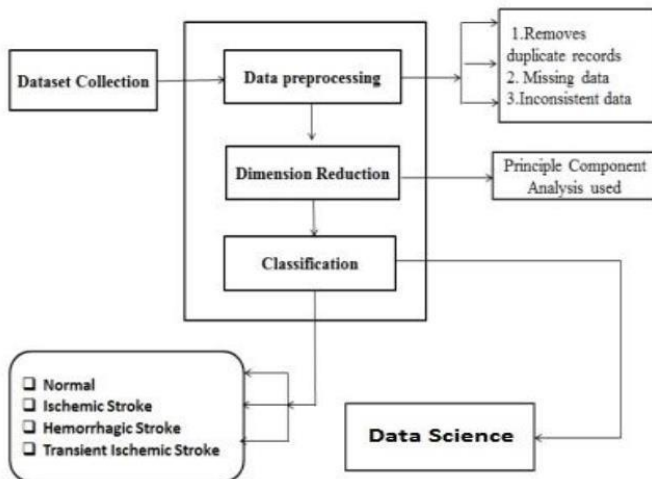 Dataset Collection
Data preprocessing
1.Removes
duplicate records
2. Missing data
3.Inconsistent data
Dimension Reduction
Principle Component
Analysis used
Classification
❑ Normal
❑ Ischemic Stroke
❑ Hemorrhagic Stroke
❑ Transient Ischemic Stroke
Data Science